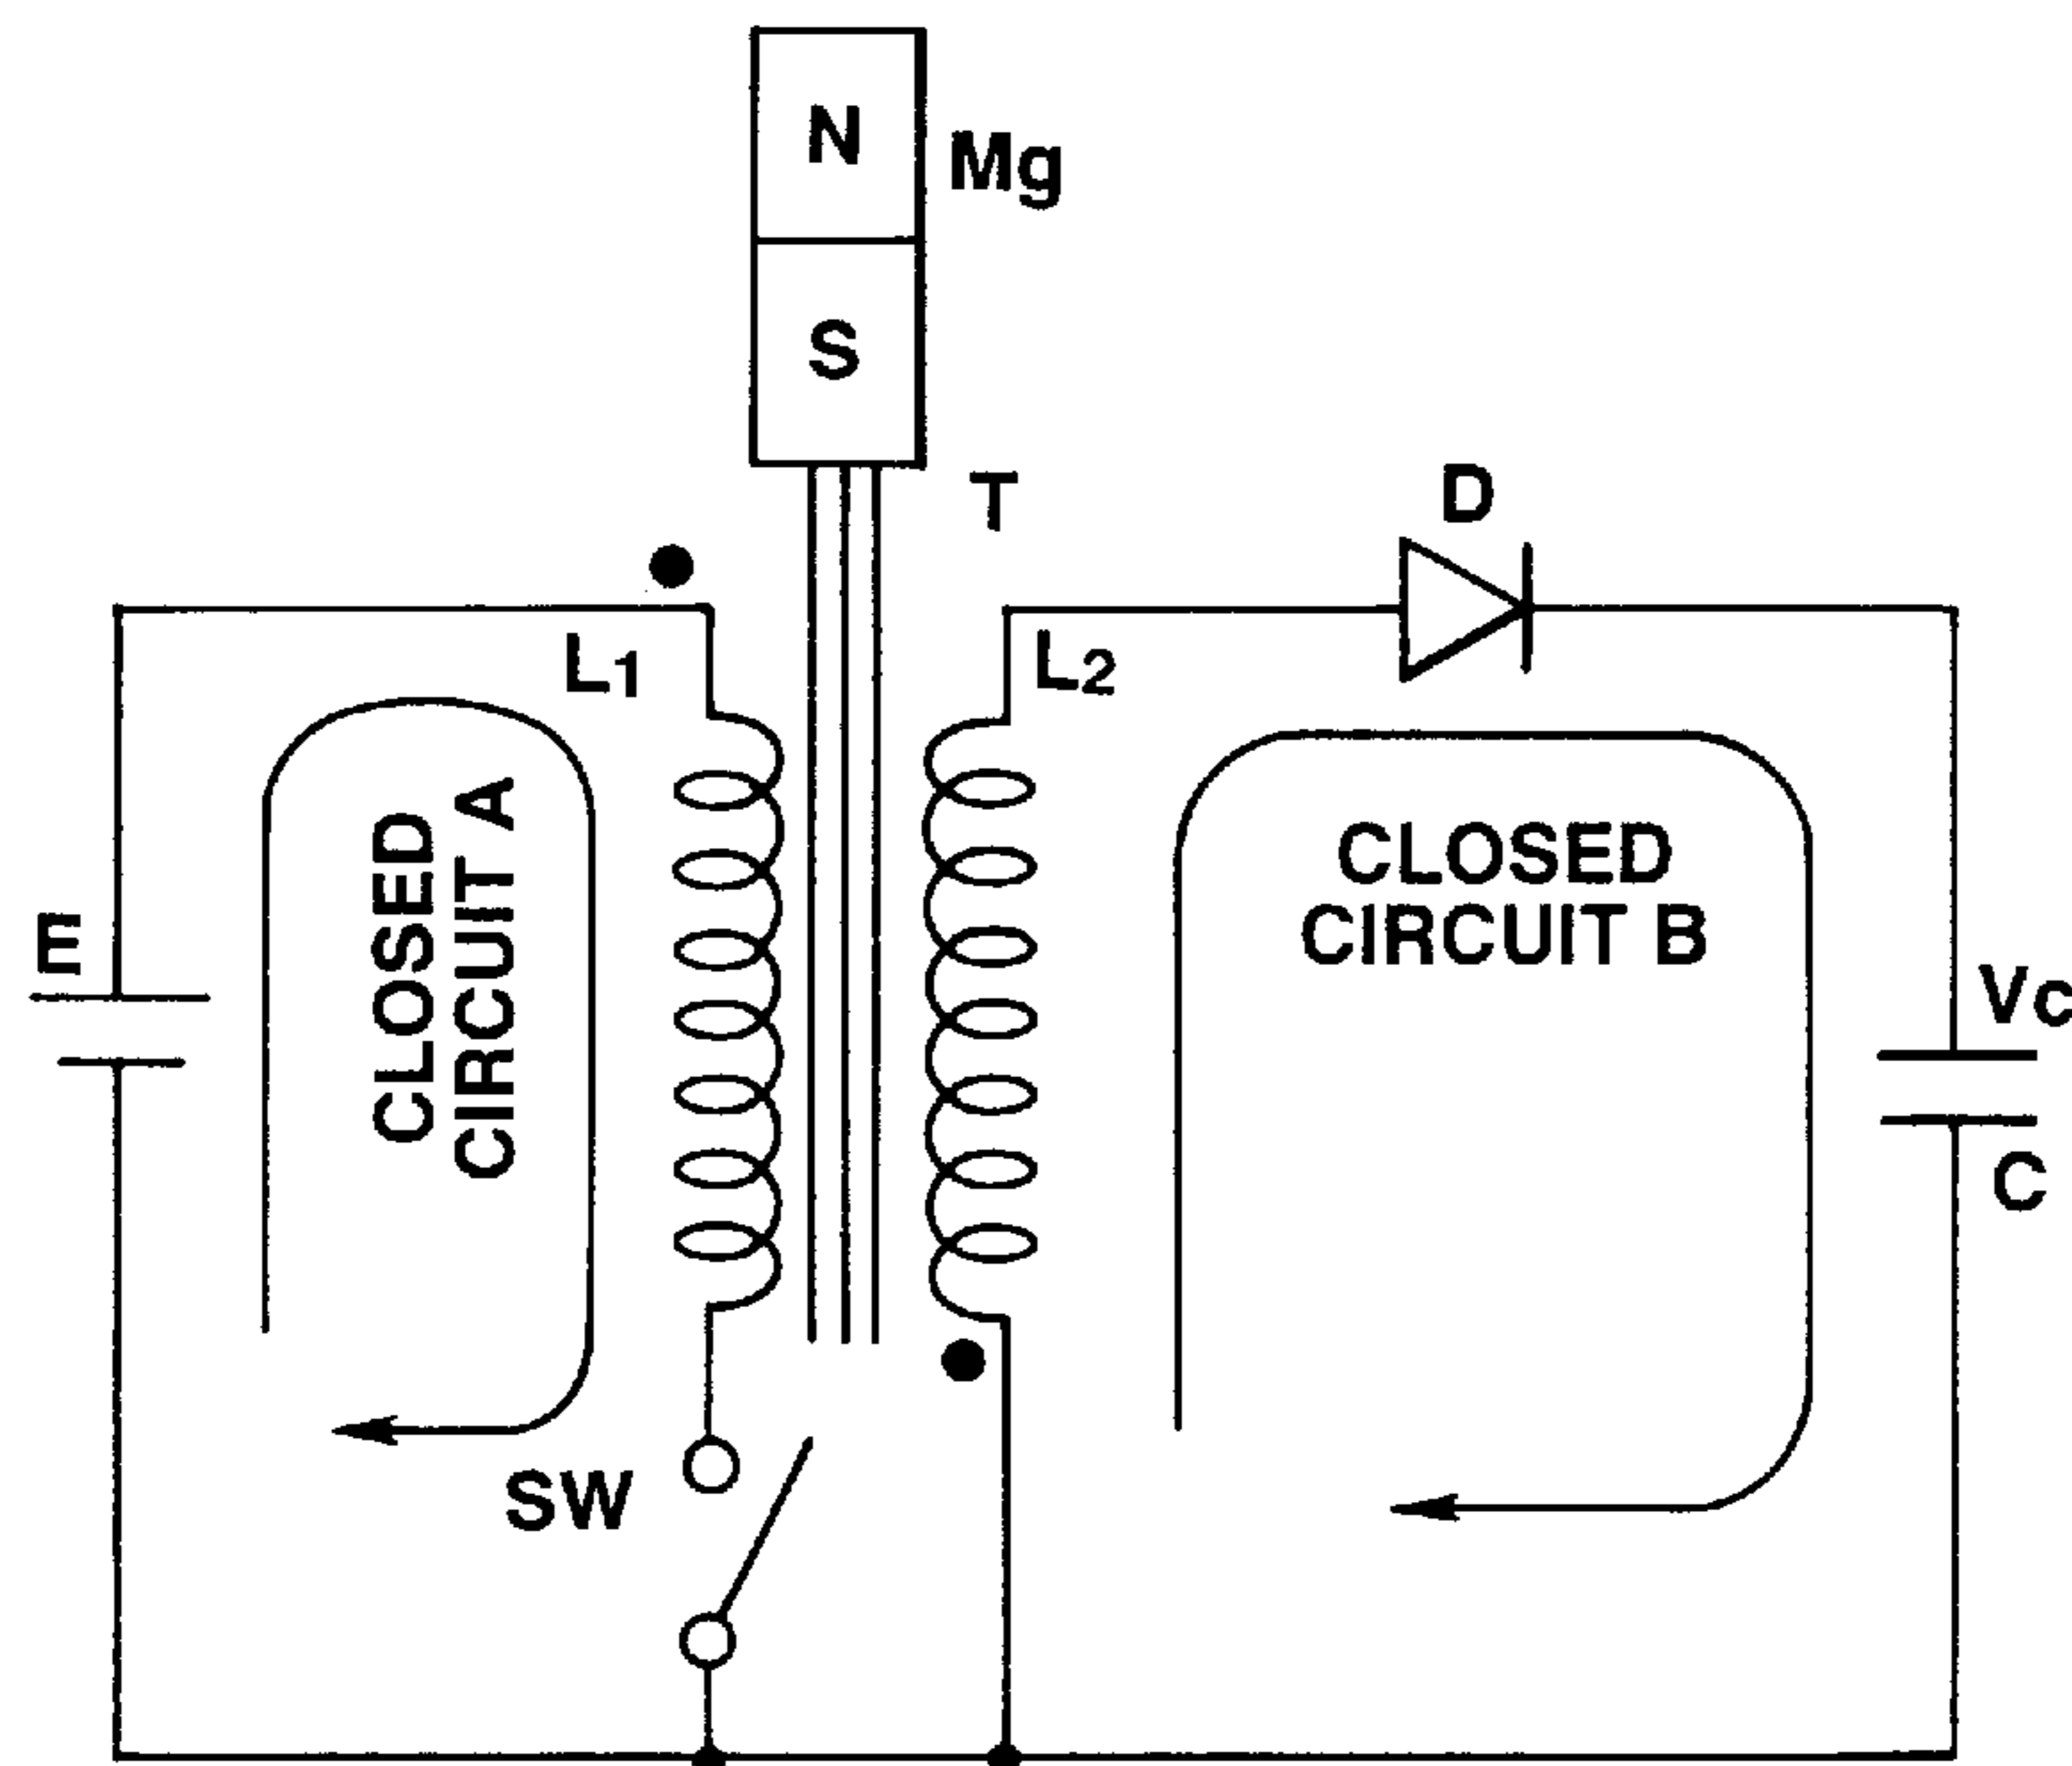 N
Mg
S
T
D
L1
L2
CLOSED
CIRCUIT A
CLOSED
CIRCUIT B
E
Vc
C
SW